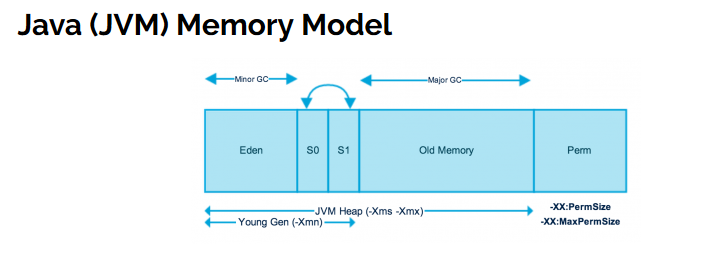 Java (JVM) Memory Model
Minor GC
Major GC
Eden
S0
S1
Old Memory
Perm
JVM Heap (-Xms -Xmx)
-XX:PermSize
Young Gen (-Xmn)
-XX:MaxPermSize